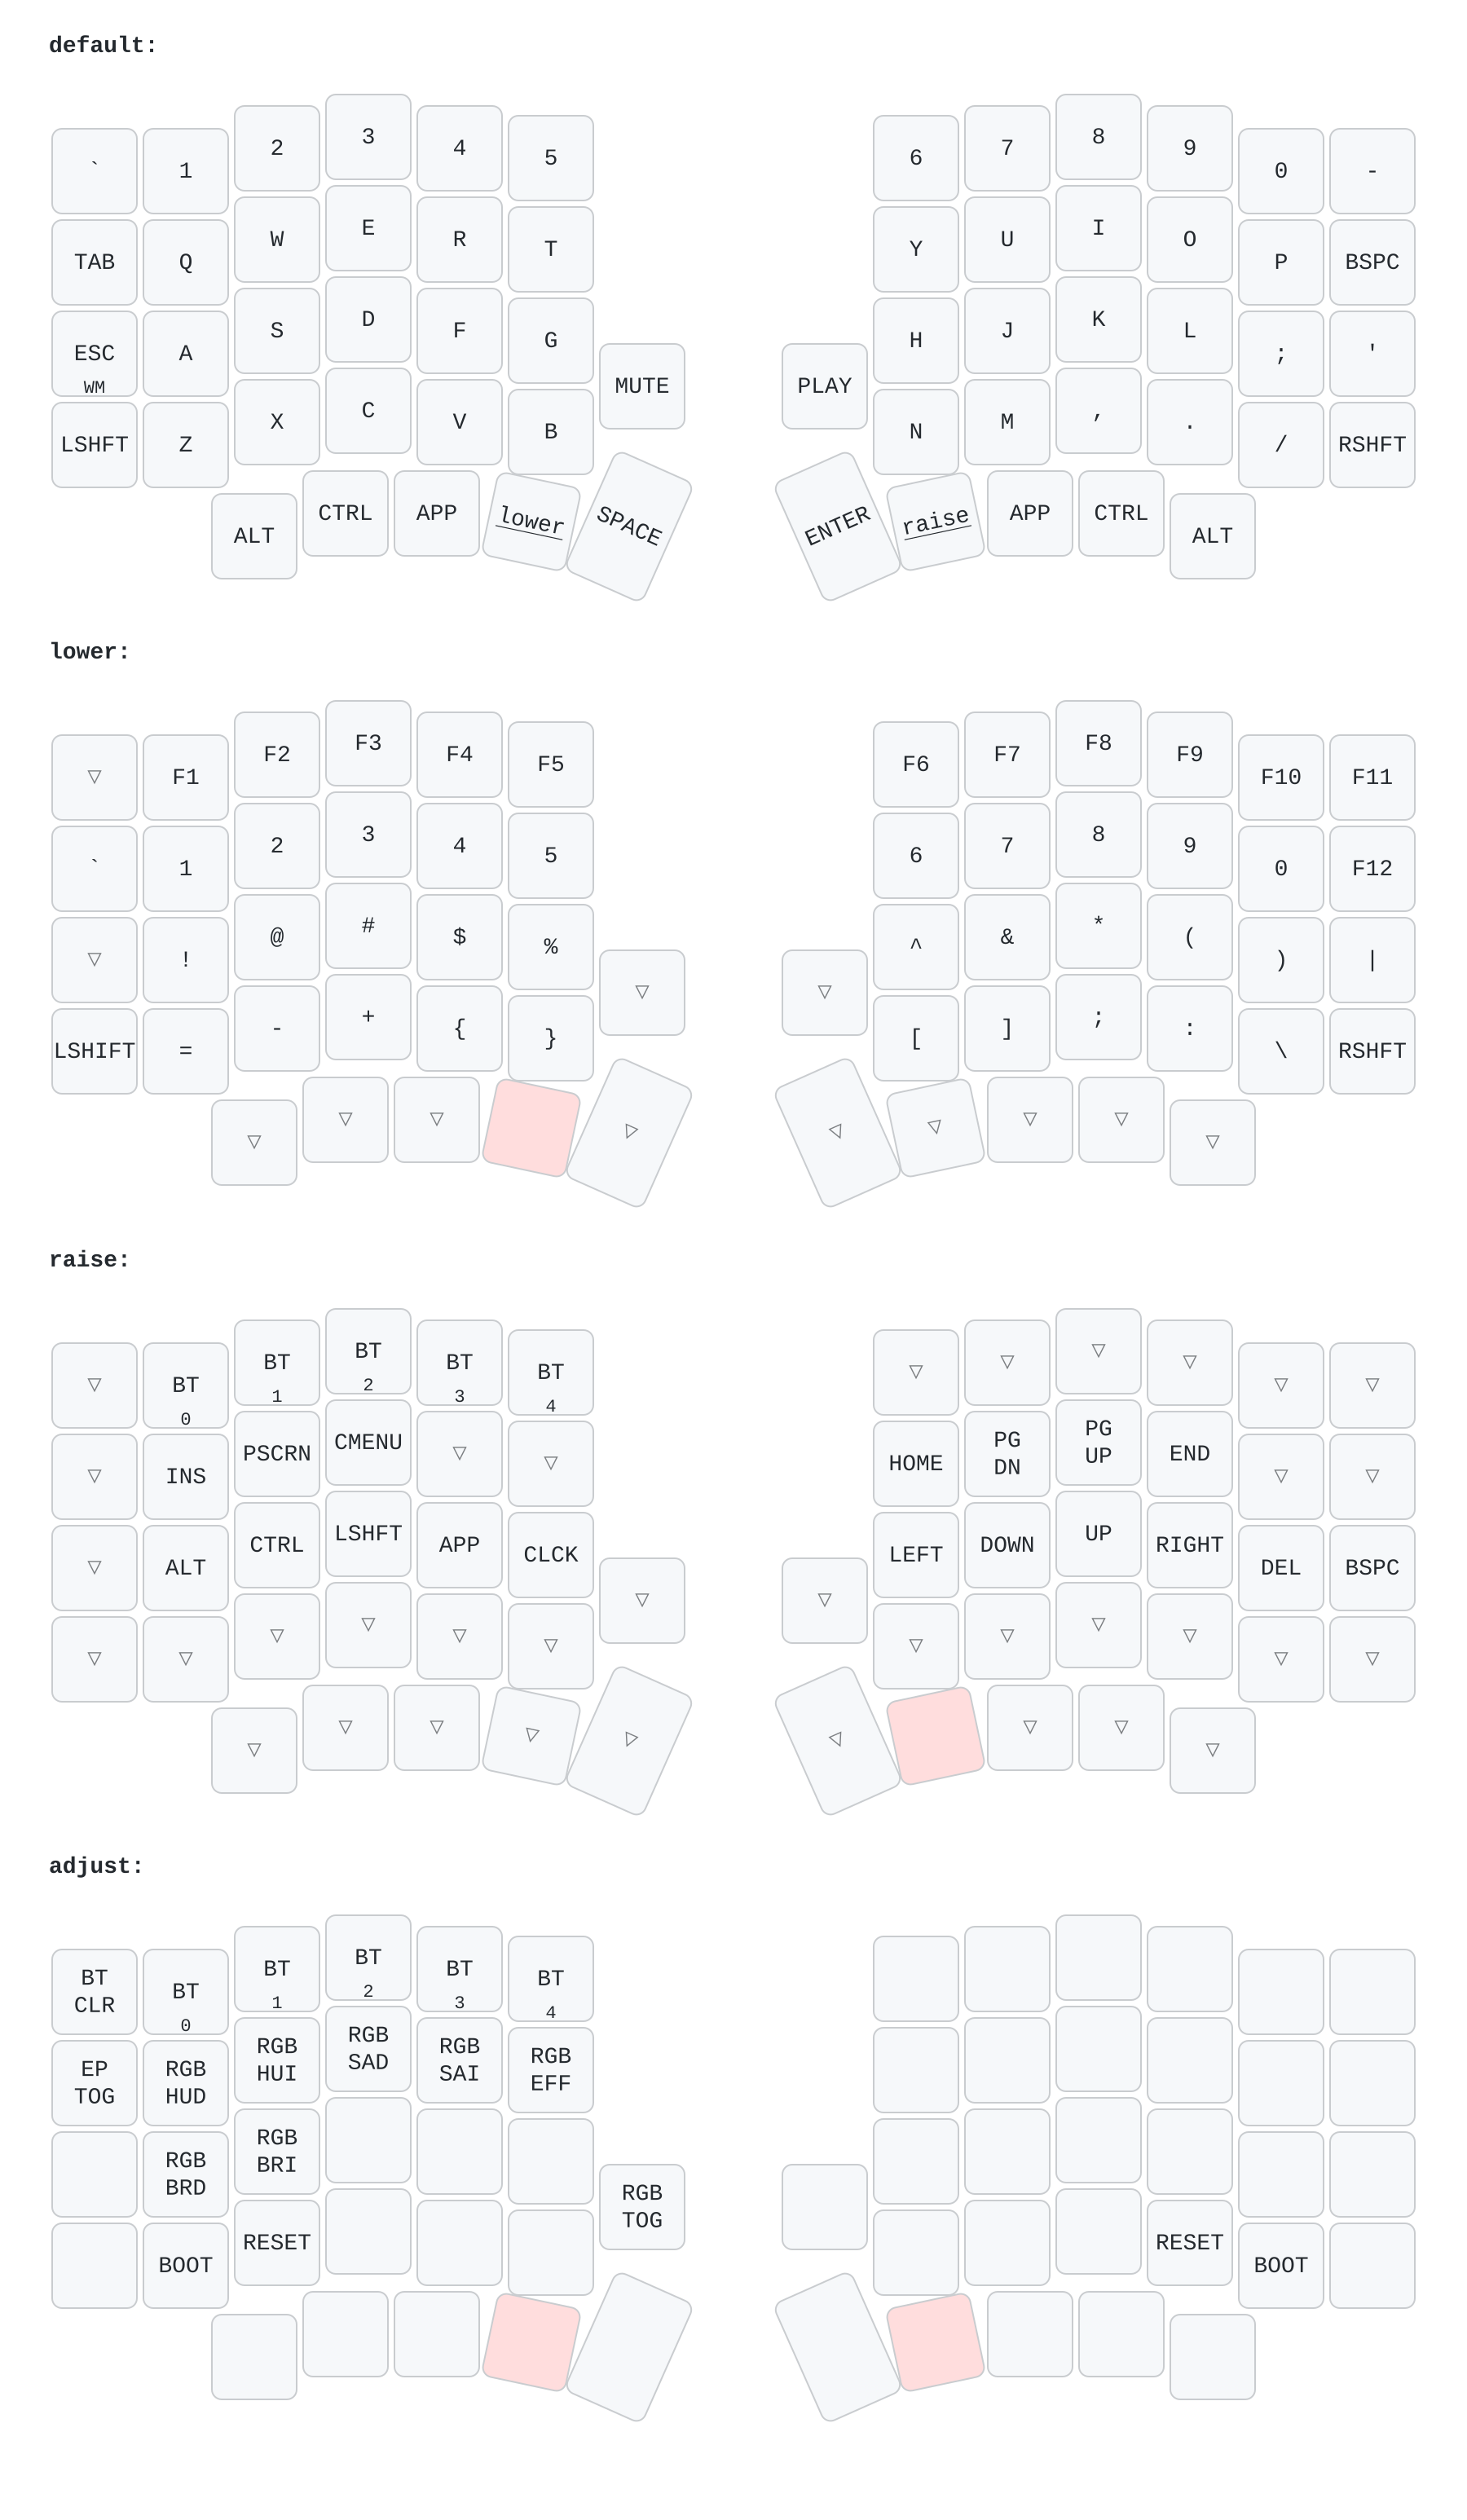 default:
` 1 2 3 4 5 6 7 8 9 0 -
TAB Q W E R T Y U I O P BSPC
ESC A S D F G H J K L ; '
WM
MUTE PLAY
LSHFT Z X C V B N M , . / RSHFT
ALT CTRL APP lower SPACE ENTER raise APP CTRL ALT
lower:
▽ F1 F2 F3 F4 F5 F6 F7 F8 F9 F10 F11
` 1 2 3 4 5 6 7 8 9 0 F12
▽ ! @ # $ % ^ & * ( ) |
▽ ▽
LSHIFT = - + { } [ ] ; : \ RSHFT
▽ ▽ ▽ ▽ ▽ ▽ ▽ ▽ ▽
raise:
▽ BT BT BT BT BT ▽ ▽ ▽ ▽ ▽ ▽
0 1 2 3 4
▽ INS PSCRN CMENU ▽ ▽ HOME PG PG END ▽ ▽
DN UP
▽ ALT CTRL LSHFT APP CLCK LEFT DOWN UP RIGHT DEL BSPC
▽ ▽
▽ ▽ ▽ ▽ ▽ ▽ ▽ ▽ ▽ ▽ ▽ ▽
▽ ▽ ▽ ▽ ▽ ▽ ▽ ▽ ▽
adjust:
BT BT BT BT BT BT
CLR 0 1 2 3 4
EP RGB RGB RGB RGB RGB
TOG HUD HUI SAD SAI EFF
RGB RGB
BRD BRI
RGB
TOG
BOOT RESET RESET BOOT